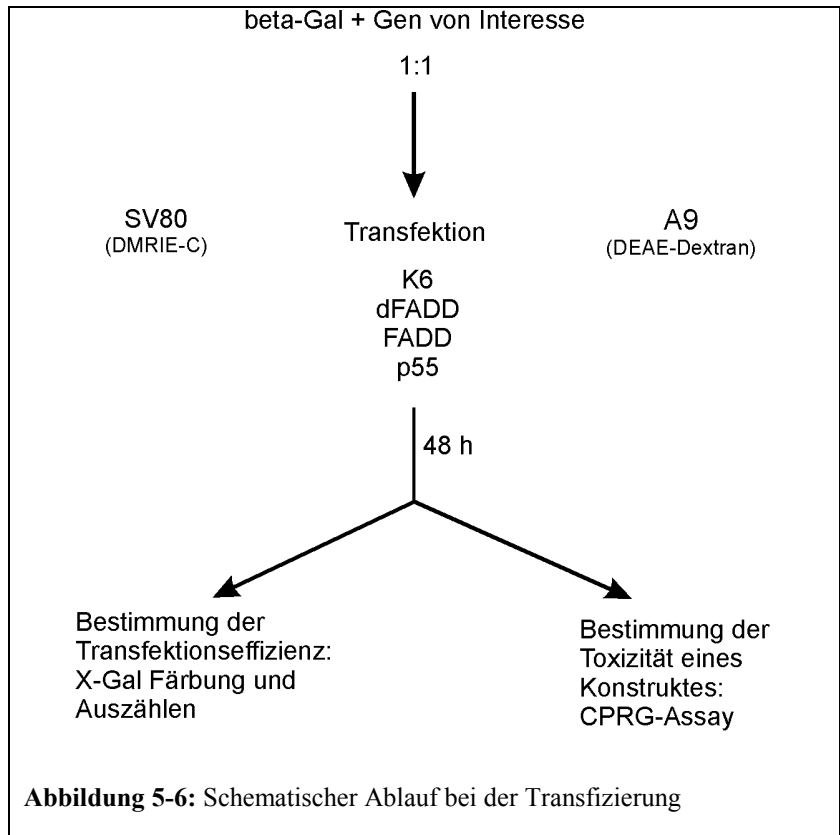 beta-Gal + Gen von Interesse
1:1
SV80
(DMRIE-C)
Transfektion
A9
(DEAE-Dextran)
K6
dFADD
FADD
p55
48 h
Bestimmung der
Transfektionseffizienz:
X-Gal Färbung und
Auszählen
Bestimmung der
Toxizität eines
Konstruktes:
CPRG-Assay
Abbildung 5-6: Schematischer Ablauf bei der Transfizierung